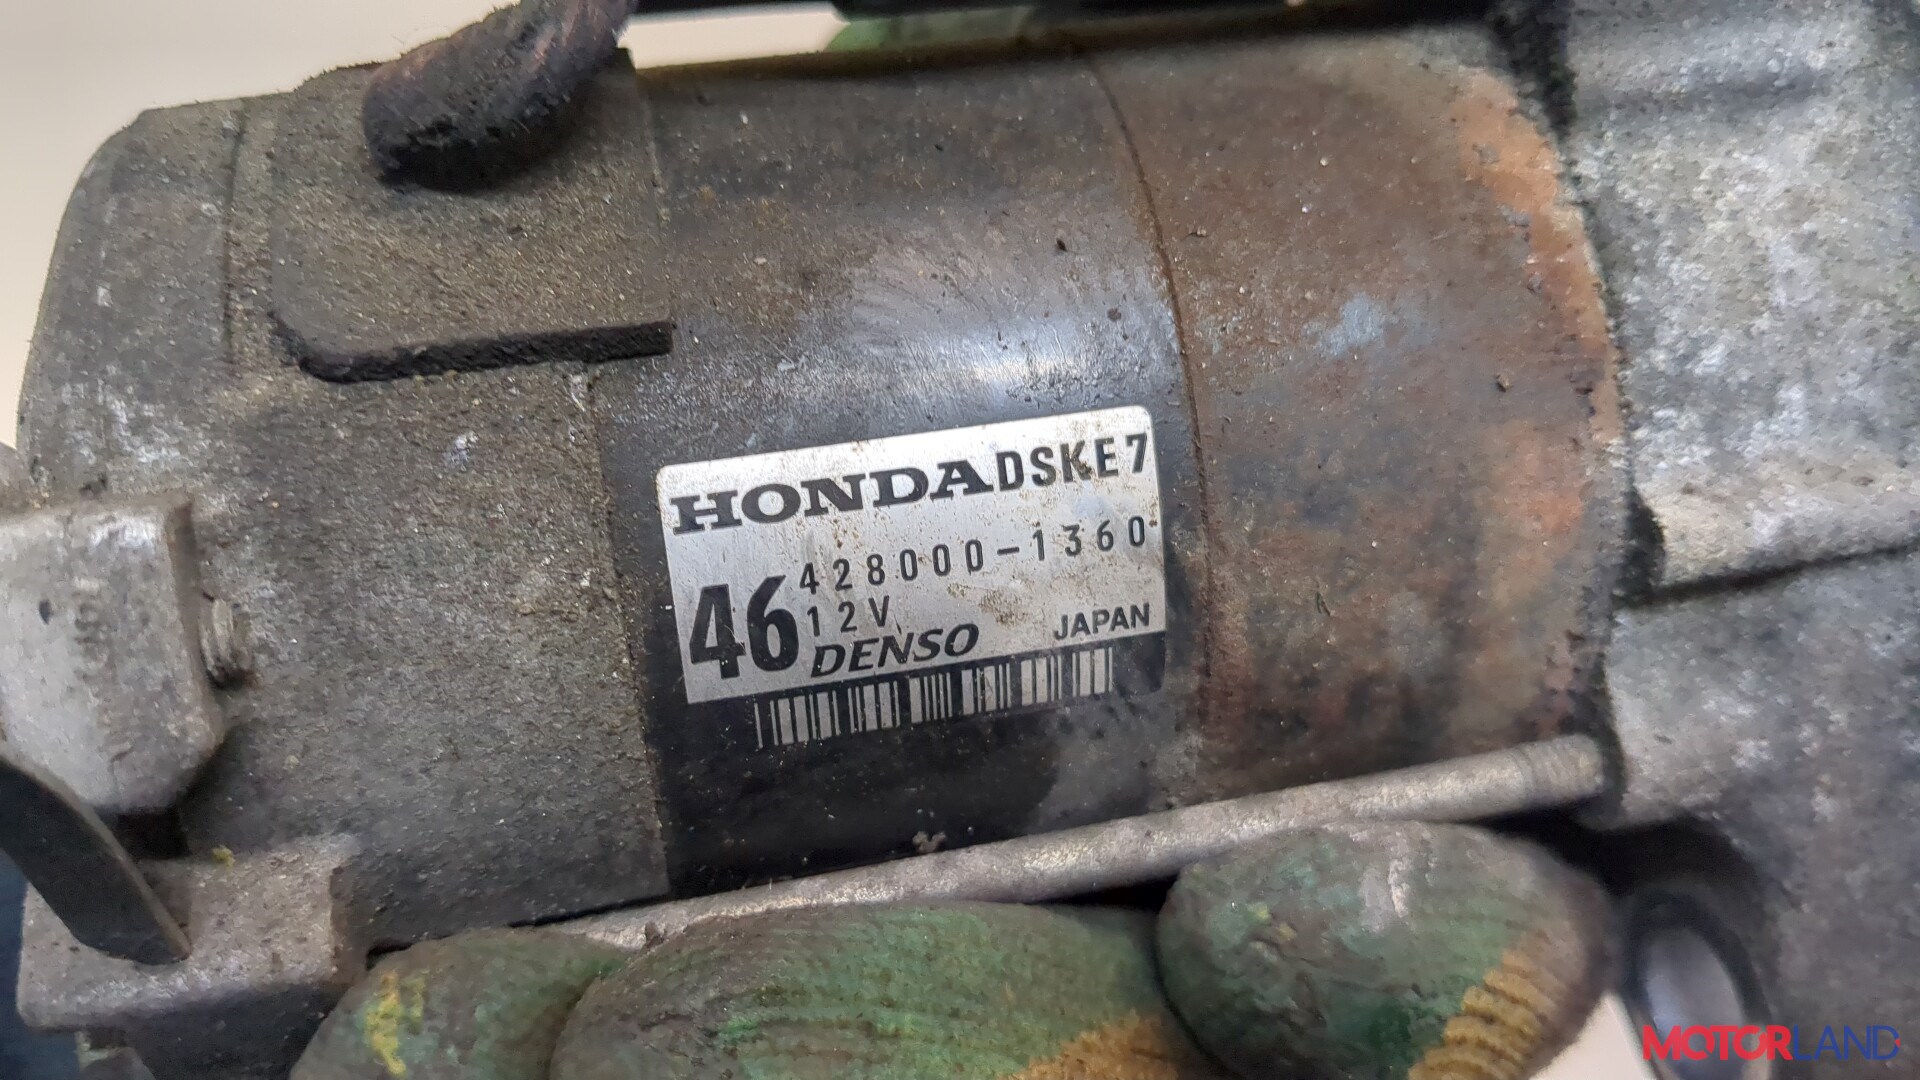 HONDA DSKE7
428000-1360
46 12V
DENSO JAPAN
MOTORLAND